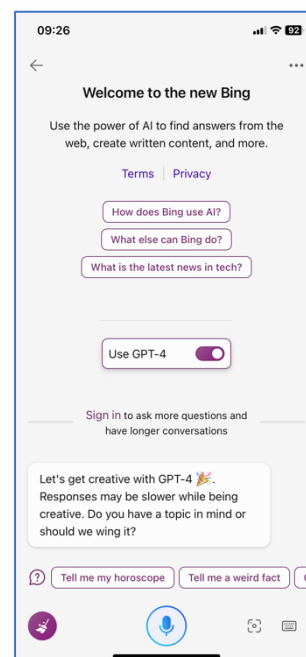 09:26
92
Welcome to the new Bing
Use the power of AI to find answers from the
web, create written content, and more.
Terms Privacy
How does Bing use AI?
What else can Bing do?
What is the latest news in tech?
Use GPT-4
Sign in to ask more questions and
have longer conversations
Let's get creative with GPT-4 🎉.
Responses may be slower while being
creative. Do you have a topic in mind or
should we wing it?
Tell me my horoscope Tell me a weird fact